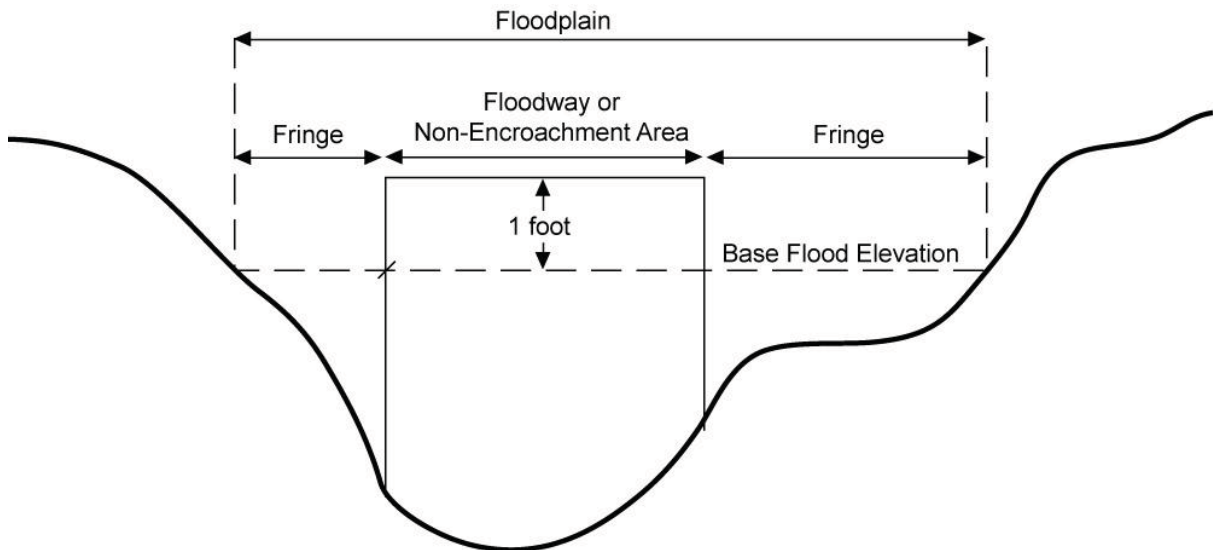 Floodplain
Floodway or
Non-Encroachment Area
Fringe
Fringe
1 foot
Base Flood Elevation